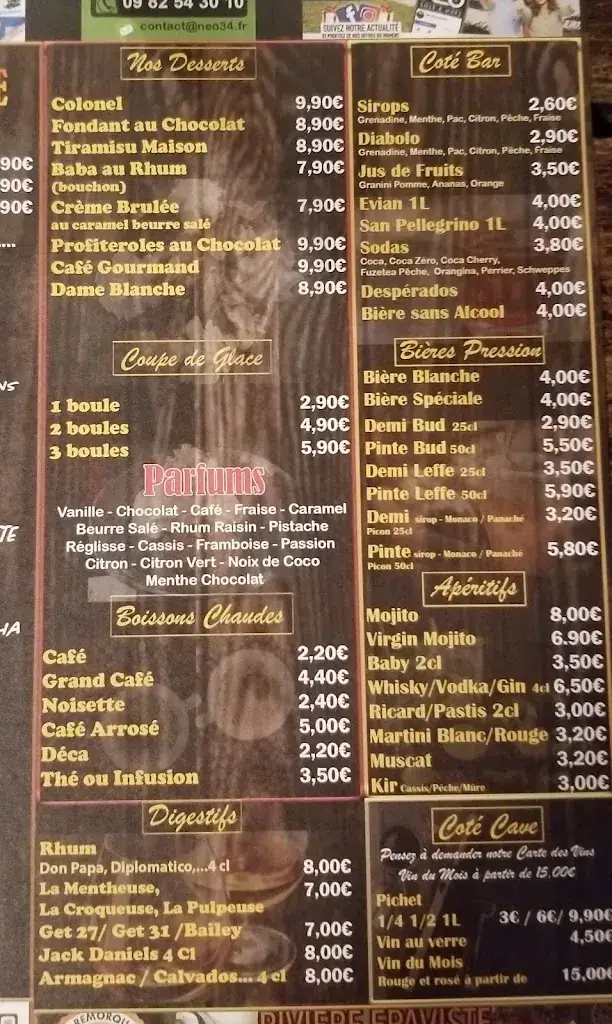 09 82 54 30 10
contact@neo34.fr
SUIVEZ NOTRE ACTUALITÉ
90€
90€
90€
Nos Desserts
Colonel 9,90€
Fondant au Chocolat 8,90€
Tiramisu Maison 8,90€
Baba au Rhum 7,90€
(bouchon)
Crème Brulée 7,90€
au caramel beurre salé
Profiteroles au Chocolat 9,90€
Café Gourmand 9,90€
Dame Blanche 8,90€
Coupe de Glace
1 boule 2,90€
2 boules 4,90€
3 boules 5,90€
Parfums
Vanille - Chocolat - Café - Fraise - Caramel
Beurre Salé - Rhum Raisin - Pistache
Réglisse - Cassis - Framboise - Passion
Citron - Citron Vert - Noix de Coco
Menthe Chocolat
Boissons Chaudes
Café 2,20€
Grand Café 4,40€
Noisette 2,40€
Café Arrosé 5,00€
Déca 2,20€
Thé ou Infusion 3,50€
Digestifs
Rhum
Don Papa, Diplomatico,...4 cl 8,00€
La Mentheuse, 7,00€
La Croqueuse, La Pulpeuse
Get 27/ Get 31 /Bailey 7,00€
Jack Daniels 4 Cl 8,00€
Armagnac / Calvados... 4 cl 8,00€
Coté Bar
Sirops 2,60€
Grenadine, Menthe, Pac, Citron, Pêche, Fraise
Diabolo 2,90€
Grenadine, Menthe, Pac, Citron, Pêche, Fraise
Jus de Fruits 3,50€
Granini Pomme, Ananas, Orange
Evian 1L 4,00€
San Pellegrino 1L 4,00€
Sodas 3,80€
Coca, Coca Zéro, Coca Cherry,
Fuzetea Pêche, Orangina, Perrier, Schweppes
Despérados 4,00€
Bière sans Alcool 4,00€
Bières Pression
Bière Blanche 4,00€
Bière Spéciale 4,00€
Demi Bud 25cl 2,90€
Pinte Bud 50cl 5,50€
Demi Leffe 25cl 3,50€
Pinte Leffe 50cl 5,90€
Demi sirop - Monaco / Panaché 3,20€
Picon 25cl
Pinte sirop - Monaco / Panaché 5,80€
Picon 50cl
Apéritifs
Mojito 8,00€
Virgin Mojito 6.90€
Baby 2cl 3,50€
Whisky/Vodka/Gin 4cl 6,50€
Ricard/Pastis 2cl 3,00€
Martini Blanc/Rouge 3,20€
Muscat 3,20€
Kir Cassis/Pêche/Mûre 3,00€
Coté Cave
Pensez à demander notre Carte des Vins
Vin du Mois à partir de 15,00€
Pichet
1/4 1/2 1L 3€ / 6€/ 9,90€
Vin au verre 4,50€
Vin du Mois
Rouge et rosé à partir de 15,00€
REMORQU
RIVIERE EPAVISTE